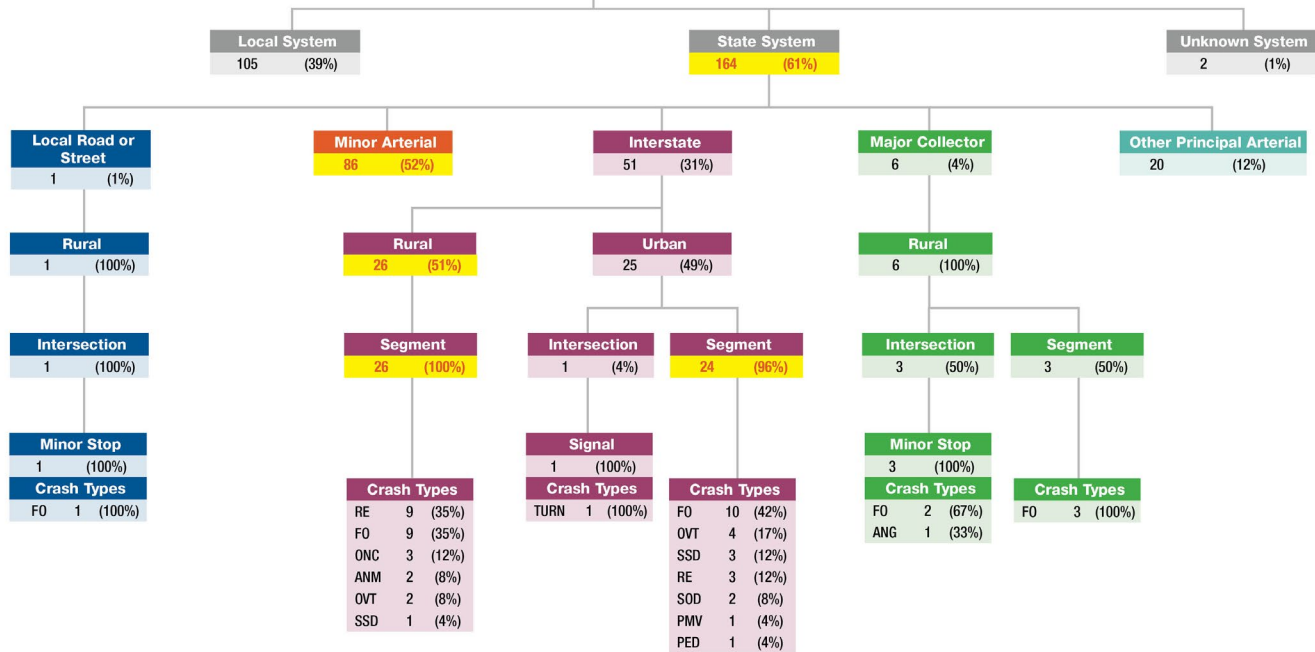 Local System
105 (39%)
State System
164 (61%)
Unknown System
2 (1%)
Local Road or
Street
1 (1%)
Minor Arterial
86 (52%)
Interstate
51 (31%)
Major Collector
6 (4%)
Other Principal Arterial
20 (12%)
Rural
1 (100%)
Rural
26 (51%)
Urban
25 (49%)
Rural
6 (100%)
Intersection
1 (100%)
Segment
26 (100%)
Intersection
1 (4%)
Segment
24 (96%)
Intersection
3 (50%)
Segment
3 (50%)
Minor Stop
1 (100%)
Crash Types
FO 1 (100%)
Crash Types
RE 9 (35%)
FO 9 (35%)
ONC 3 (12%)
ANM 2 (8%)
OVT 2 (8%)
SSD 1 (4%)
Signal
1 (100%)
Crash Types
TURN 1 (100%)
Crash Types
FO 10 (42%)
OVT 4 (17%)
SSD 3 (12%)
RE 3 (12%)
SOD 2 (8%)
PMV 1 (4%)
PED 1 (4%)
Minor Stop
3 (100%)
Crash Types
FO 2 (67%)
ANG 1 (33%)
Crash Types
FO 3 (100%)